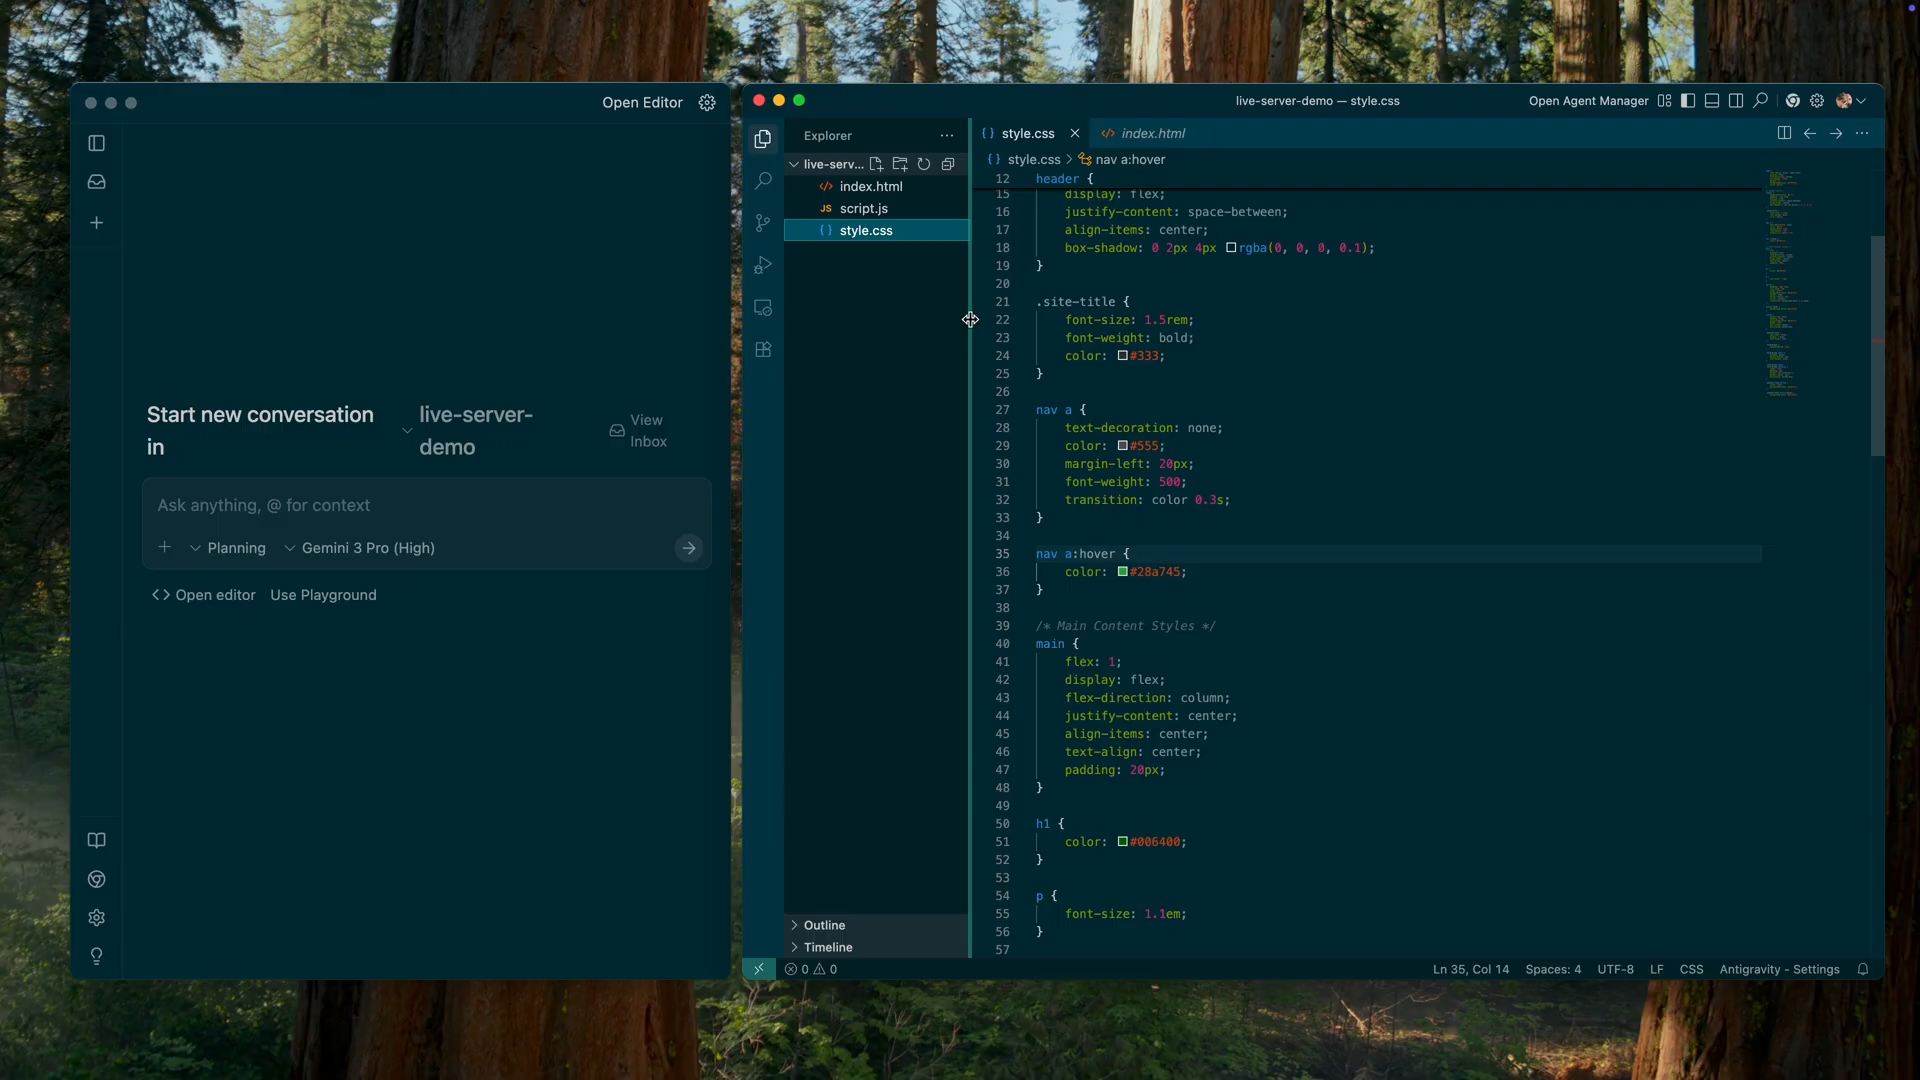 Open Editor
Start new conversation in
live-server-demo
View Inbox
Ask anything, @ for context
Planning
Gemini 3 Pro (High)
Open editor
Use Playground
live-server-demo — style.css
Open Agent Manager
Explorer
live-serv...
index.html
JS script.js
style.css
Outline
Timeline
style.css
index.html
style.css > nav a:hover
12 header {
15 display: flex;
16 justify-content: space-between;
17 align-items: center;
18 box-shadow: 0 2px 4px rgba(0, 0, 0, 0.1);
19 }
20
21 .site-title {
22 font-size: 1.5rem;
23 font-weight: bold;
24 color: #333;
25 }
26
27 nav a {
28 text-decoration: none;
29 color: #555;
30 margin-left: 20px;
31 font-weight: 500;
32 transition: color 0.3s;
33 }
34
35 nav a:hover {
36 color: #28a745;
37 }
38
39 /* Main Content Styles */
40 main {
41 flex: 1;
42 display: flex;
43 flex-direction: column;
44 justify-content: center;
45 align-items: center;
46 text-align: center;
47 padding: 20px;
48 }
49
50 h1 {
51 color: #006400;
52 }
53
54 p {
55 font-size: 1.1em;
56 }
57
0 0
Ln 35, Col 14
Spaces: 4
UTF-8
LF
CSS
Antigravity - Settings